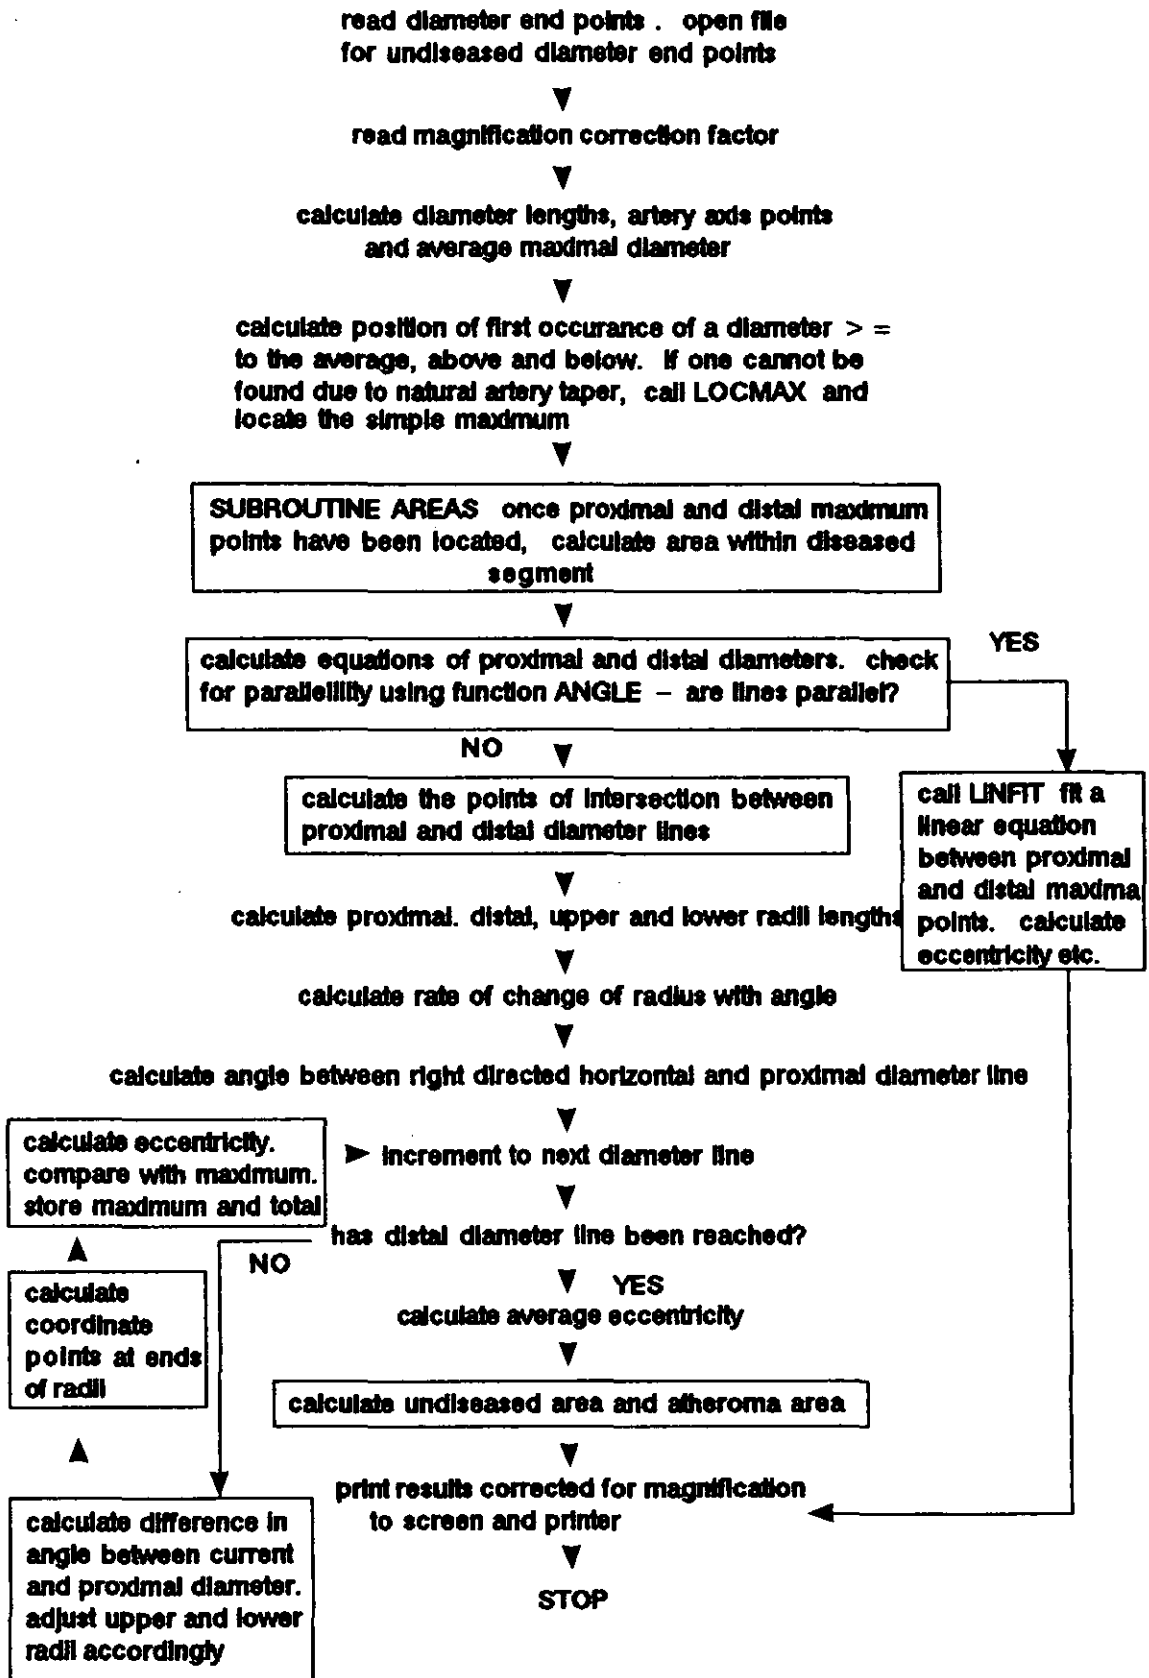 read diameter end points . open file
for undiseased diameter end points
read magnification correction factor
calculate diameter lengths, artery axis points
and average maximal diameter
calculate position of first occurance of a diameter > =
to the average, above and below. If one cannot be
found due to natural artery taper, call LOCMAX and
locate the simple maximum
SUBROUTINE AREAS once proximal and distal maximum
points have been located, calculate area within diseased
segment
calculate equations of proximal and distal diameters. check
for parallelility using function ANGLE – are lines parallel?
YES
NO
calculate the points of intersection between
proximal and distal diameter lines
call LINFIT fit a
linear equation
between proximal
and distal maxima
points. calculate
eccentricity etc.
calculate proximal. distal, upper and lower radii lengths
calculate rate of change of radius with angle
calculate angle between right directed horizontal and proximal diameter line
calculate eccentricity.
compare with maximum.
store maximum and total
increment to next diameter line
has distal diameter line been reached?
NO
YES
calculate
coordinate
points at ends
of radii
calculate average eccentricity
calculate undiseased area and atheroma area
print results corrected for magnification
to screen and printer
calculate difference in
angle between current
and proximal diameter.
adjust upper and lower
radii accordingly
STOP